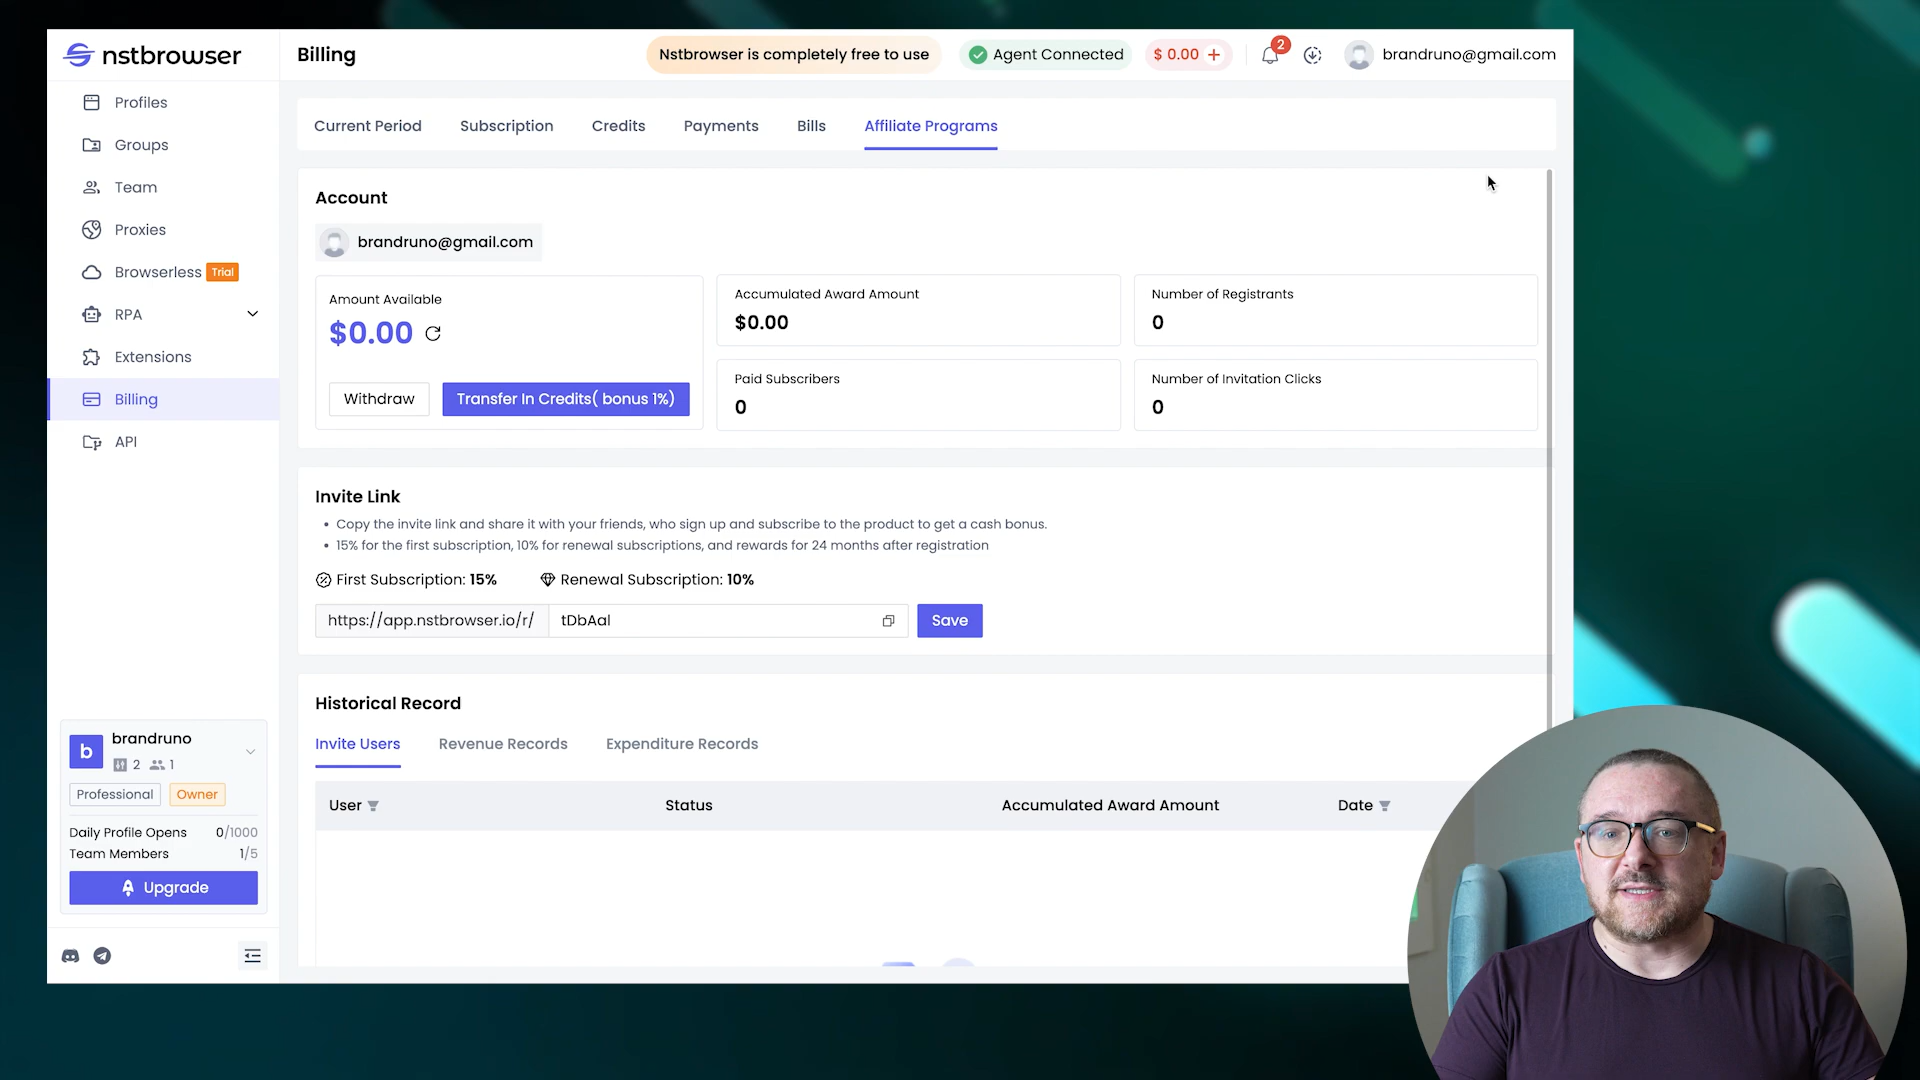 nstbrowser
Billing
Nstbrowser is completely free to use
Agent Connected
$ 0.00 +
2
brandruno@gmail.com
Profiles
Groups
Team
Proxies
Browserless Trial
RPA
Extensions
Billing
API
Current Period
Subscription
Credits
Payments
Bills
Affiliate Programs
Account
brandruno@gmail.com
Amount Available
$0.00
Withdraw
Transfer In Credits( bonus 1%)
Accumulated Award Amount
$0.00
Number of Registrants
0
Paid Subscribers
0
Number of Invitation Clicks
0
Invite Link
• Copy the invite link and share it with your friends, who sign up and subscribe to the product to get a cash bonus.
• 15% for the first subscription, 10% for renewal subscriptions, and rewards for 24 months after registration
First Subscription: 15%
Renewal Subscription: 10%
https://app.nstbrowser.io/r/
tDbAal
Save
Historical Record
Invite Users
Revenue Records
Expenditure Records
User
Status
Accumulated Award Amount
Date
b
brandruno
2
1
Professional
Owner
Daily Profile Opens 0/1000
Team Members 1/5
Upgrade